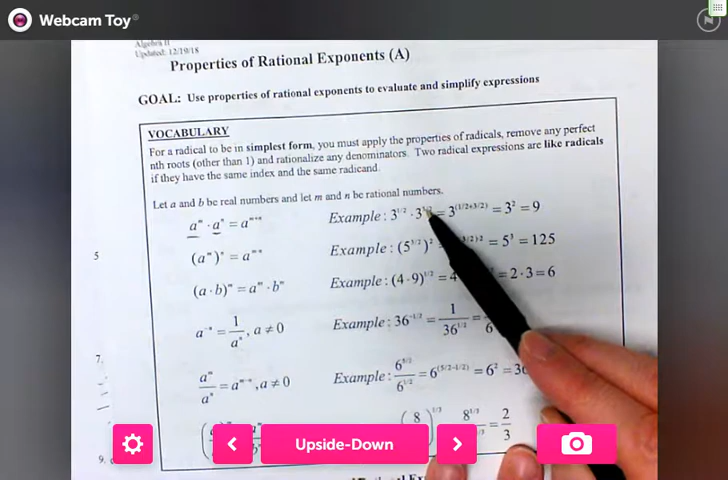 Webcam Toy
Algebra II
Updated: 12/19/18
Properties of Rational Exponents (A)
GOAL: Use properties of rational exponents to evaluate and simplify expressions
VOCABULARY
For a radical to be in simplest form, you must apply the properties of radicals, remove any perfect
nth roots (other than 1) and rationalize any denominators. Two radical expressions are like radicals
if they have the same index and the same radicand.
Let a and b be real numbers and let m and n be rational numbers.
a^m · a^n = a^(m+n) Example: 3^(1/2) · 3^(3/2) = 3^(1/2+3/2) = 3^2 = 9
5
(a^m)^n = a^(m·n) Example: (5^(3/2))^2 = 3/2)2 = 5^3 = 125
(a · b)^m = a^m · b^m Example: (4·9)^(1/2) = 4 = 2·3 = 6
a^(-n) = 1/a^n, a ≠ 0 Example: 36^(-1/2) = 1/36^(1/2) = 6
7.
a^m/a^n = a^(m-n), a ≠ 0 Example: 6^(5/2)/6^(1/2) = 6^(5/2-1/2) = 6^2 = 36
(8 )^(1/3) 8^(1/3) = 2/3
Upside-Down
9.